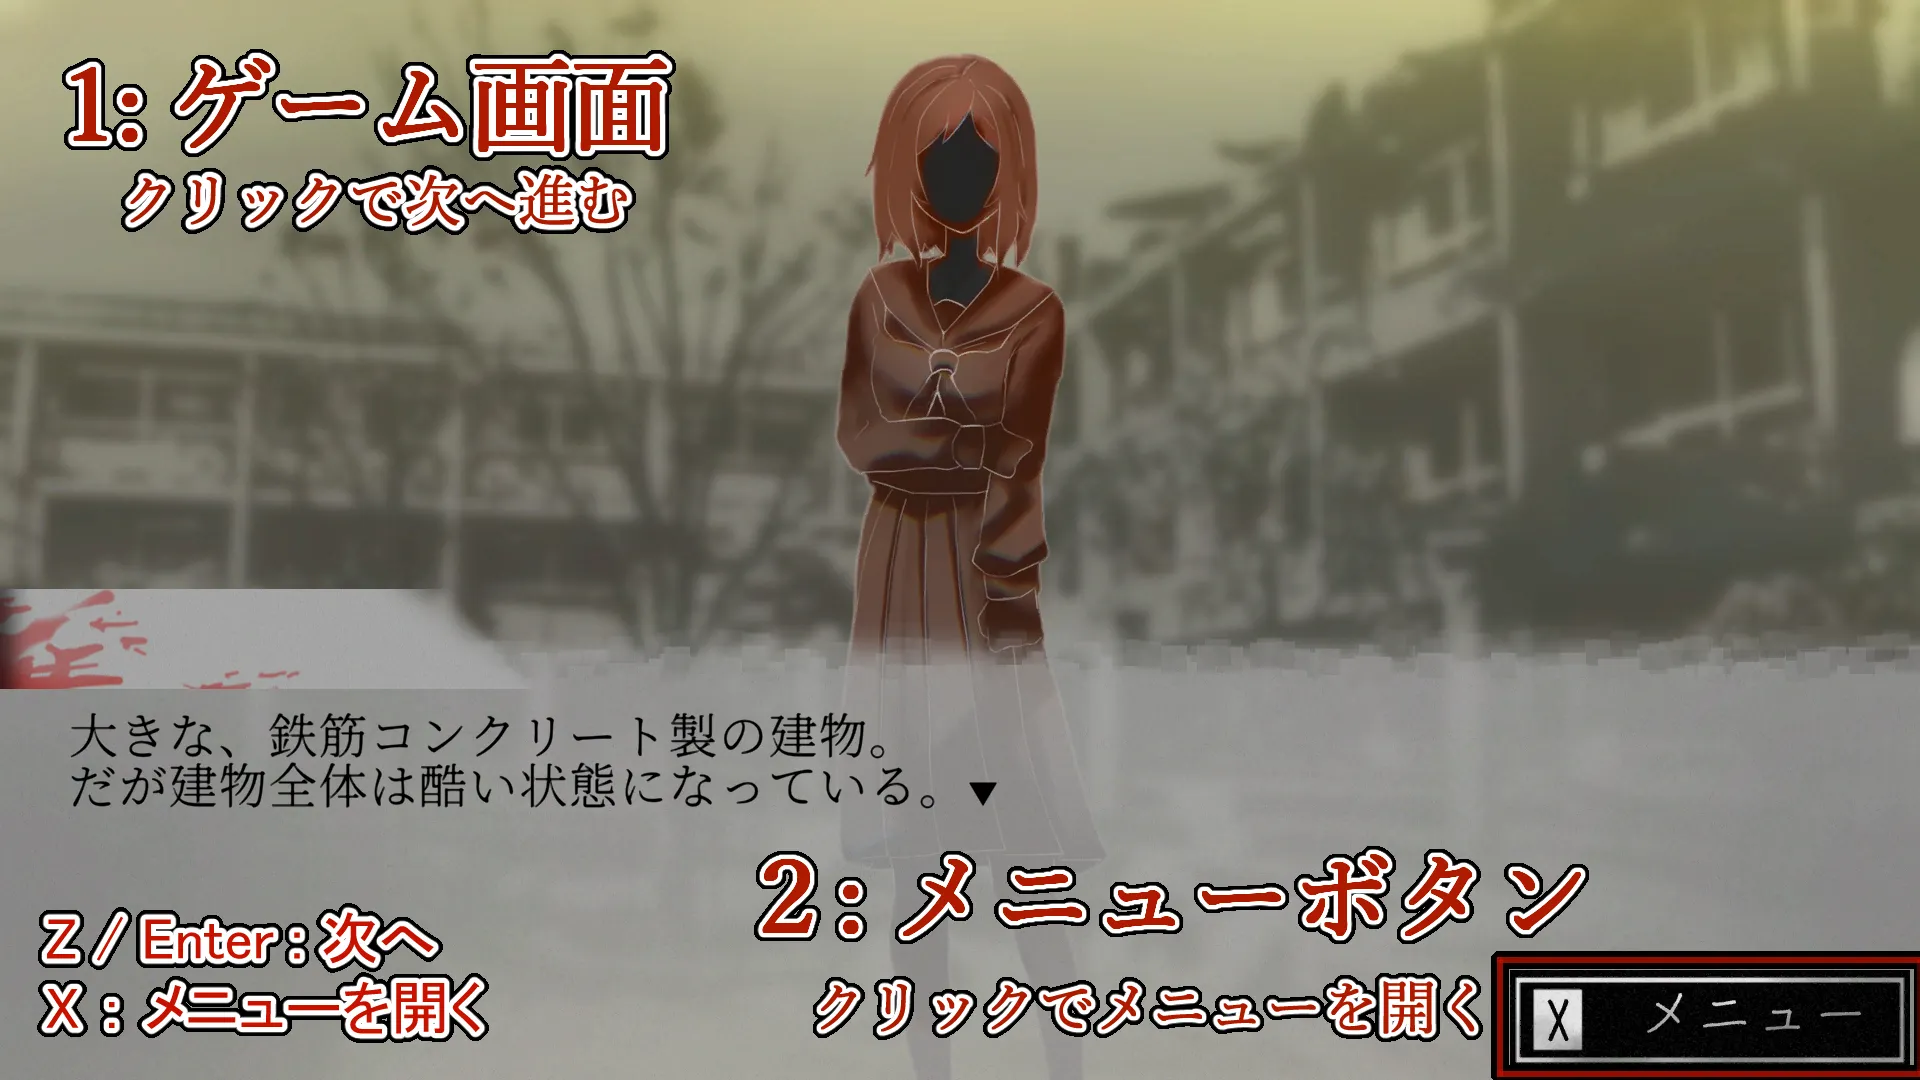 1: ゲーム画面
クリックで次へ進む
大きな、鉄筋コンクリート製の建物。
だが建物全体は酷い状態になっている。▼
2: メニューボタン
クリックでメニューを開く
Z / Enter : 次へ
X : メニューを開く
X メニュー